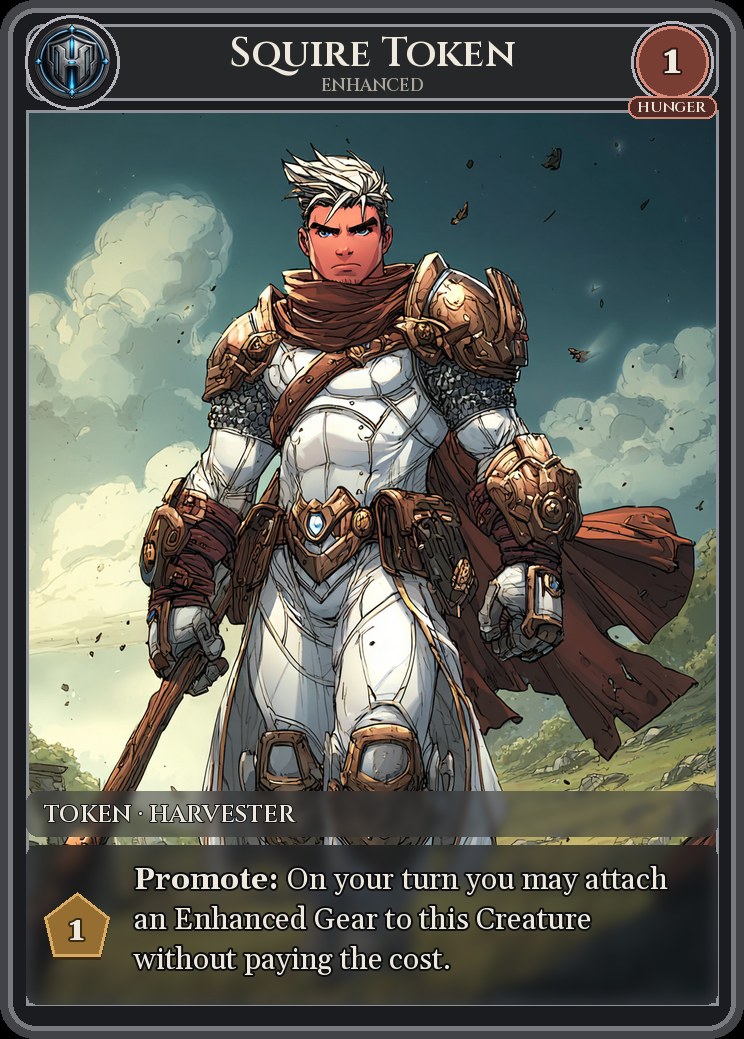 Squire Token
ENHANCED
1
HUNGER
TOKEN · HARVESTER
Promote: On your turn you may attach
an Enhanced Gear to this Creature
without paying the cost.
1